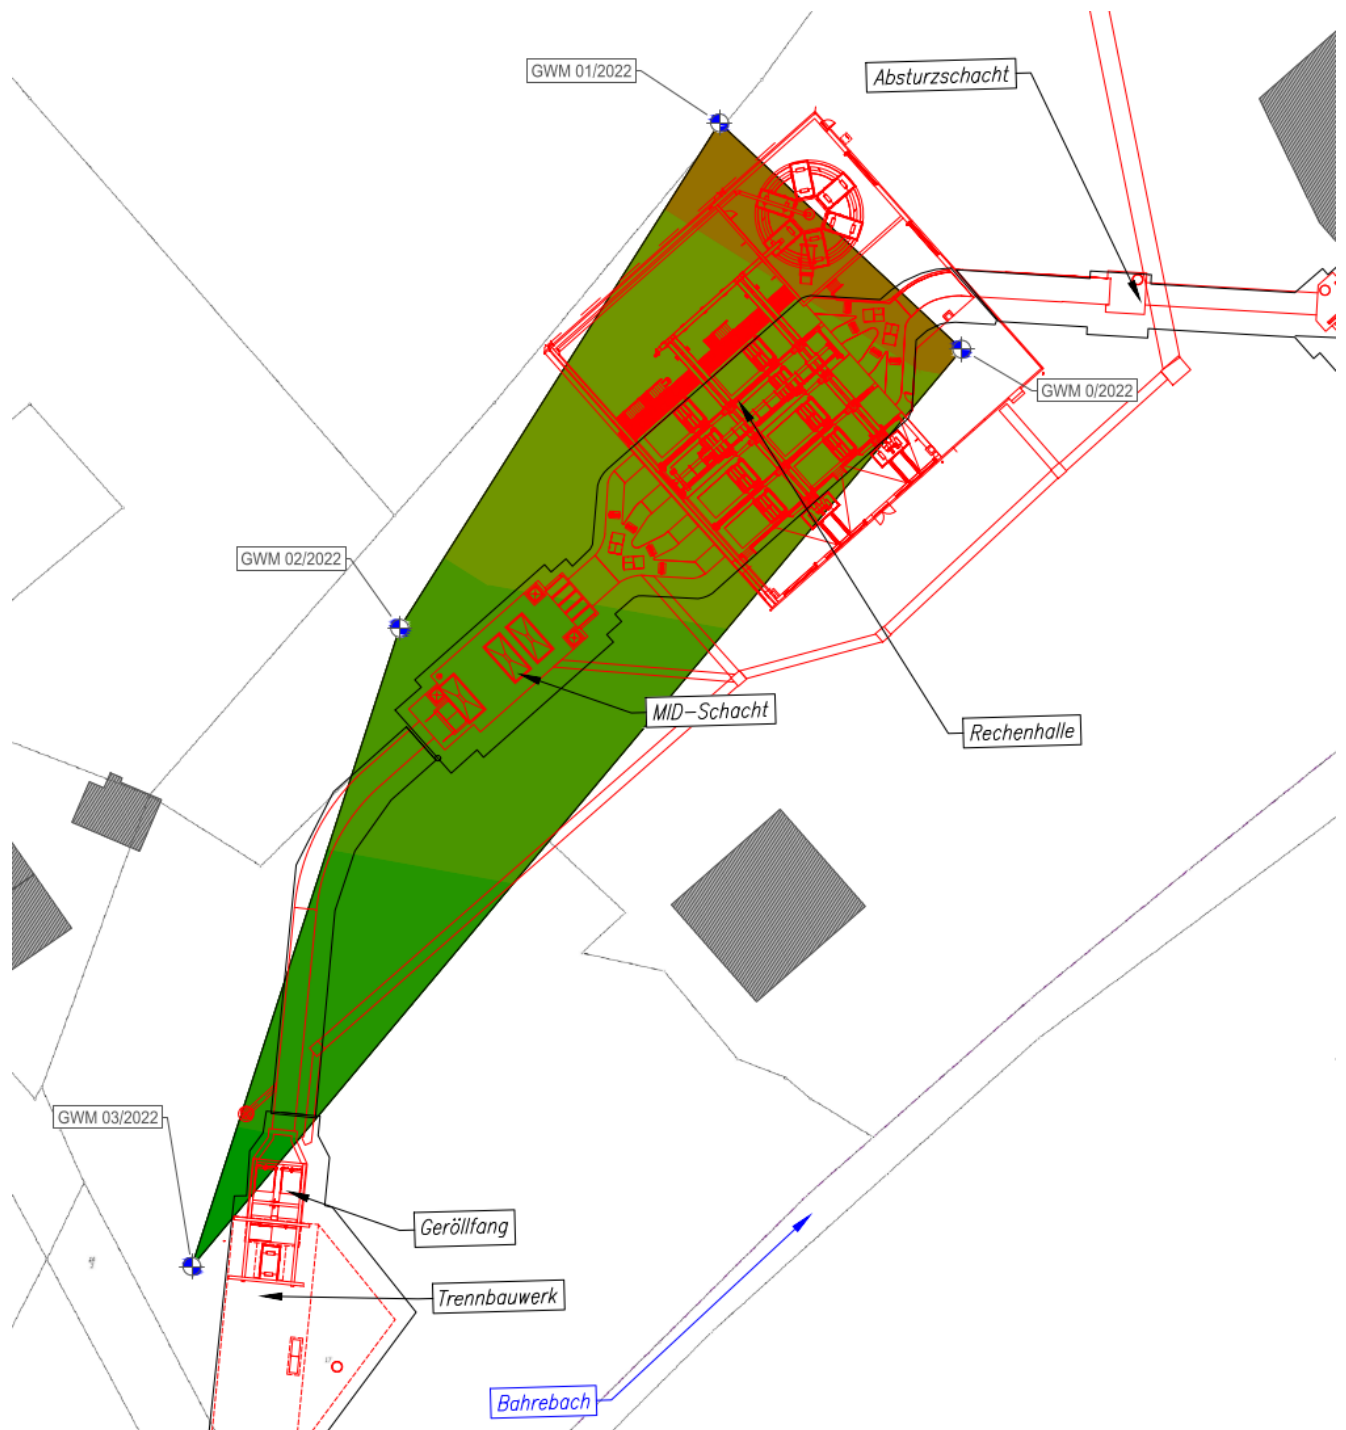 GWM 01/2022
Absturzschacht
GWM 0/2022
GWM 02/2022
MID-Schacht
Rechenhalle
GWM 03/2022
Geröllfang
Trennbauwerk
Bahrebach